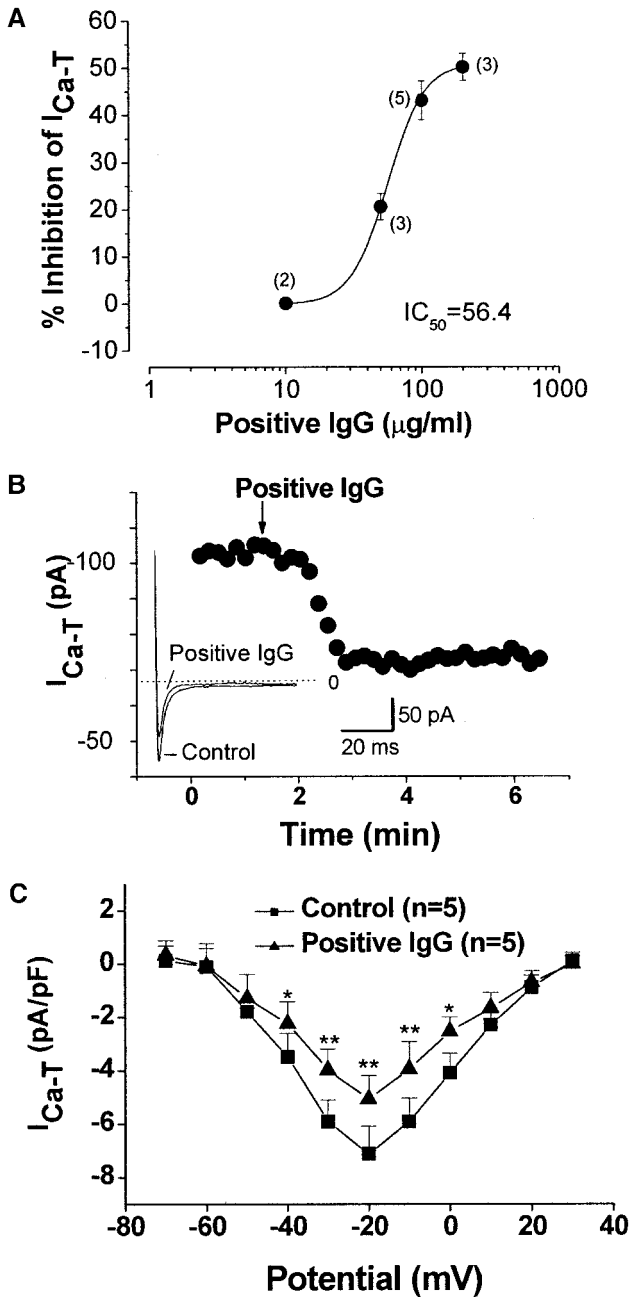 A
60
50
40
30
20
10
0
-10
% Inhibition of I Ca-T
(2)
(3)
(5)
(3)
IC50=56.4
1
10
100
1000
Positive IgG (μg/ml)
B
Positive IgG
-100
-50
I Ca-T (pA)
Positive IgG
0
Control
50 pA
20 ms
0
2
4
6
Time (min)
C
Control (n=5)
Positive IgG (n=5)
2
0
-2
-4
-6
-8
I Ca-T (pA/pF)
*
**
**
**
*
-80
-60
-40
-20
0
20
40
Potential (mV)